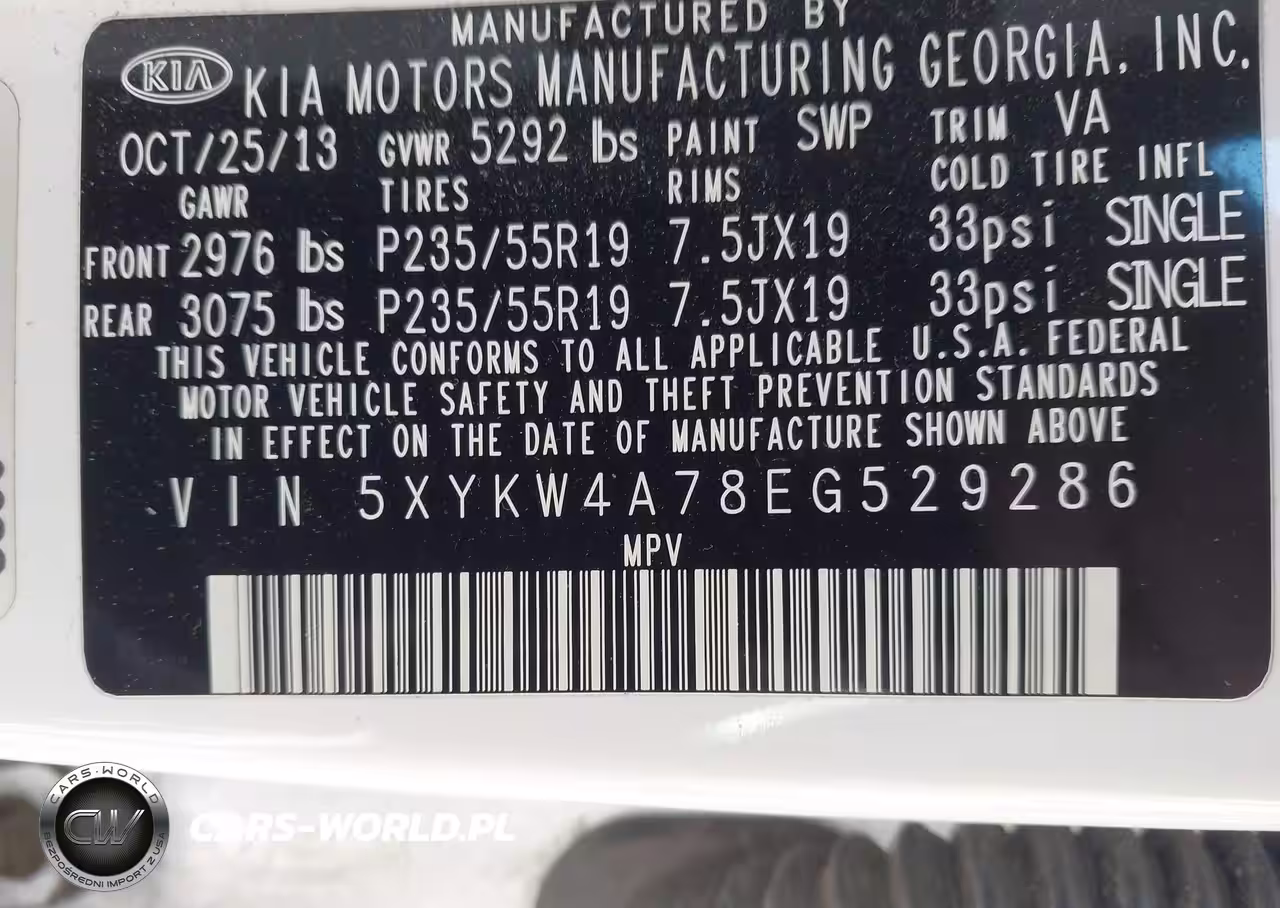 MANUFACTURED BY
KIA KIA MOTORS MANUFACTURING GEORGIA, INC.
OCT/25/13 GVWR 5292 lbs PAINT SWP TRIM VA
GAWR TIRES RIMS COLD TIRE INFL
FRONT 2976 lbs P235/55R19 7.5JX19 33psi SINGLE
REAR 3075 lbs P235/55R19 7.5JX19 33psi SINGLE
THIS VEHICLE CONFORMS TO ALL APPLICABLE U.S.A. FEDERAL
MOTOR VEHICLE SAFETY AND THEFT PREVENTION STANDARDS
IN EFFECT ON THE DATE OF MANUFACTURE SHOWN ABOVE
VIN 5XYKW4A78EG529286
MPV
CARS-WORLD
CW
BEZPOŚREDNI IMPORT Z USA
CARS-WORLD.PL